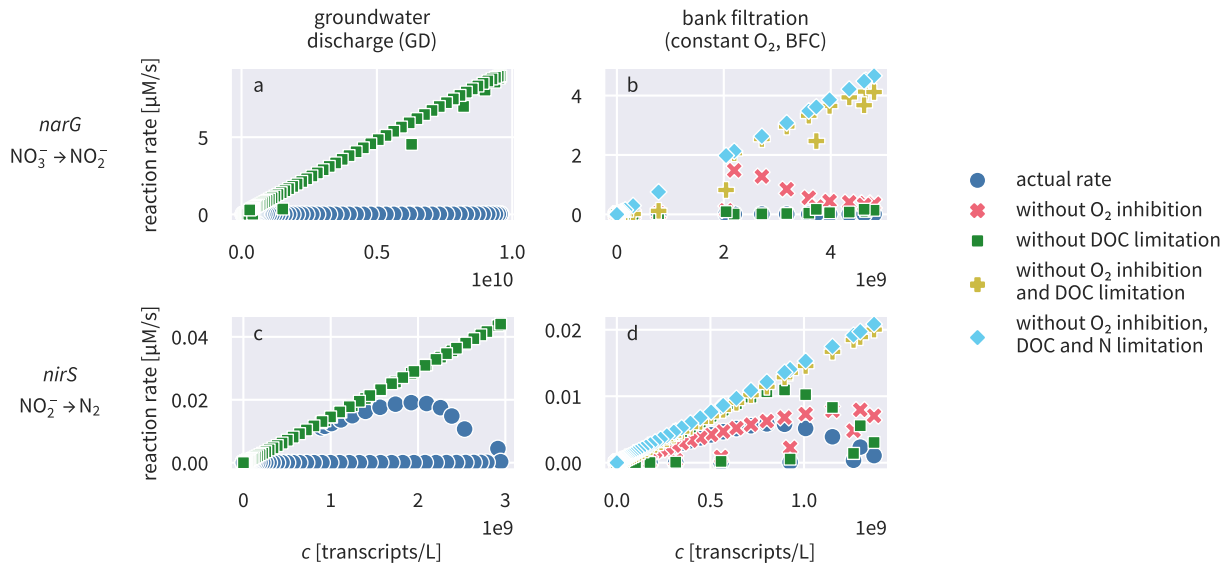 groundwater
discharge (GD)
bank filtration
(constant O₂, BFC)
narG
NO₃⁻ → NO₂⁻
reaction rate [µM/s]
a
5
0
0.0 0.5 1.0
1e10
b
4
2
0
0 2 4
1e9
nirS
NO₂⁻ → N₂
reaction rate [µM/s]
c
0.04
0.02
0.00
0 1 2 3
1e9
c [transcripts/L]
d
0.02
0.01
0.00
0.0 0.5 1.0
1e9
c [transcripts/L]
actual rate
without O₂ inhibition
without DOC limitation
without O₂ inhibition
and DOC limitation
without O₂ inhibition,
DOC and N limitation